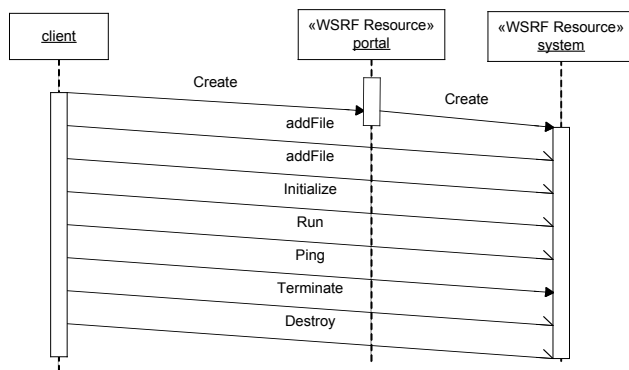 client
«WSRF Resource»
portal
«WSRF Resource»
system
Create
Create
addFile
addFile
Initialize
Run
Ping
Terminate
Destroy